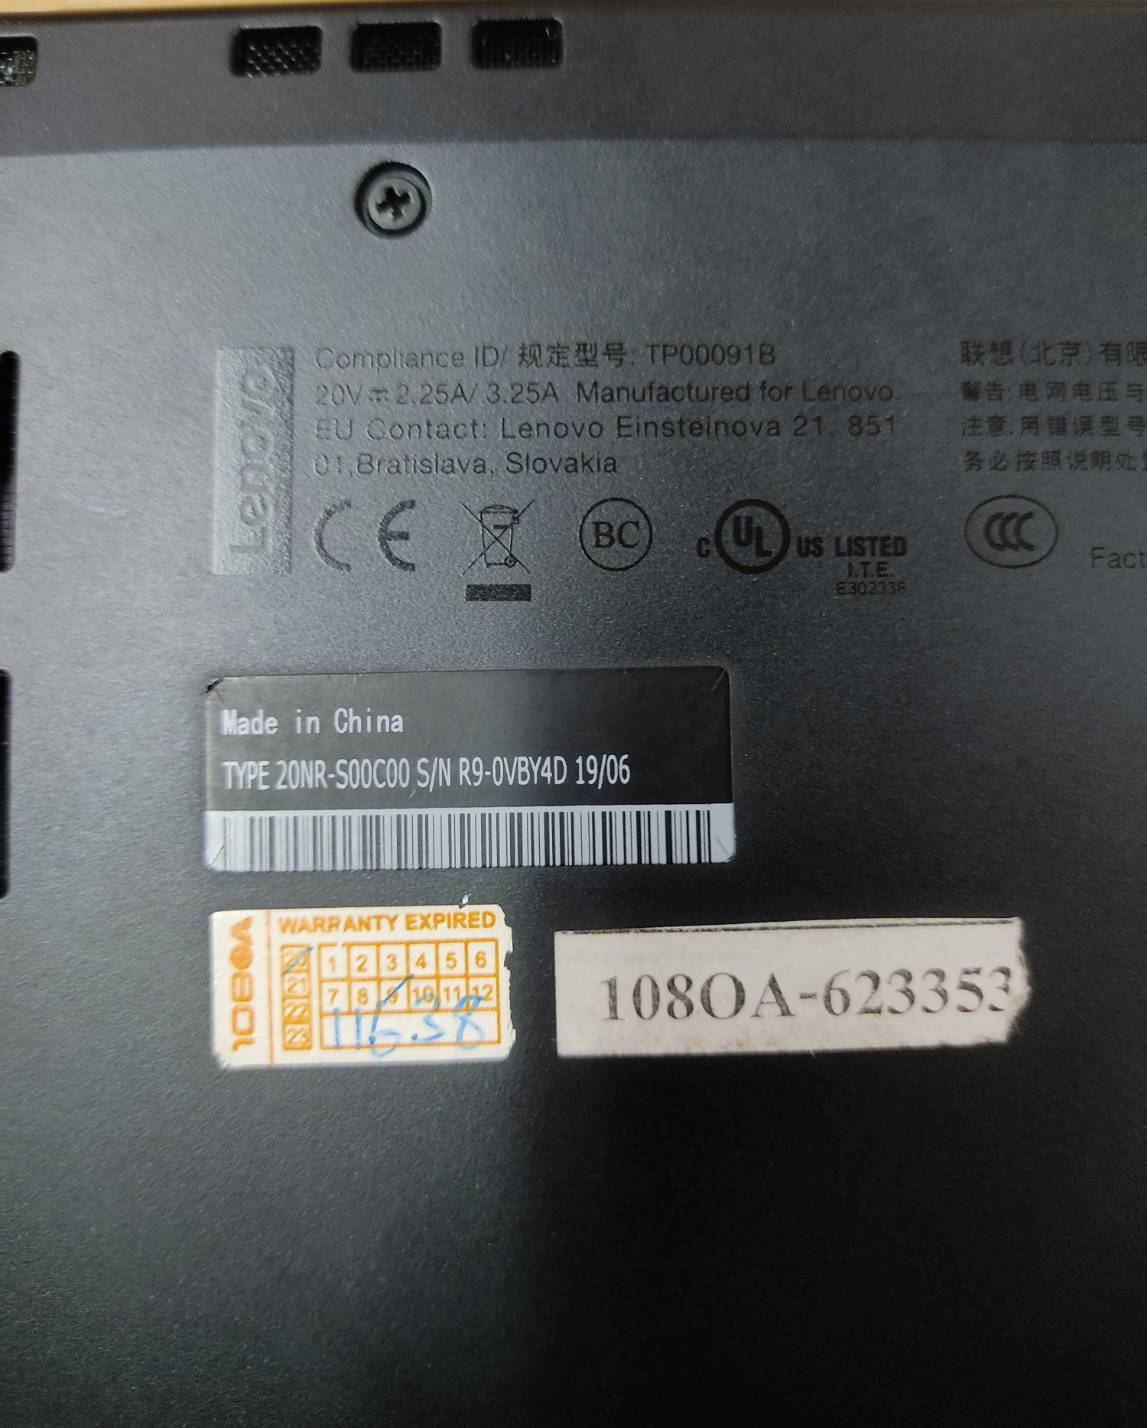 Lenovo
Compliance ID/ 规定型号: TP00091B
20V⎓2.25A/ 3.25A Manufactured for Lenovo
EU Contact: Lenovo Einsteinova 21, 851
01,Bratislava, Slovakia
联想(北京)有限
警告:电网电压与
注意:用错误型号
务必按照说明处
CE
BC
C UL US LISTED
I.T.E.
E302338
CCC
Fact
Made in China
TYPE 20NR-S00C00 S/N R9-0VBY4D 19/06
108OA
WARRANTY EXPIRED
1 2 3 4 5 6
7 8 9 10 11 12
21
22
23
108OA-623353